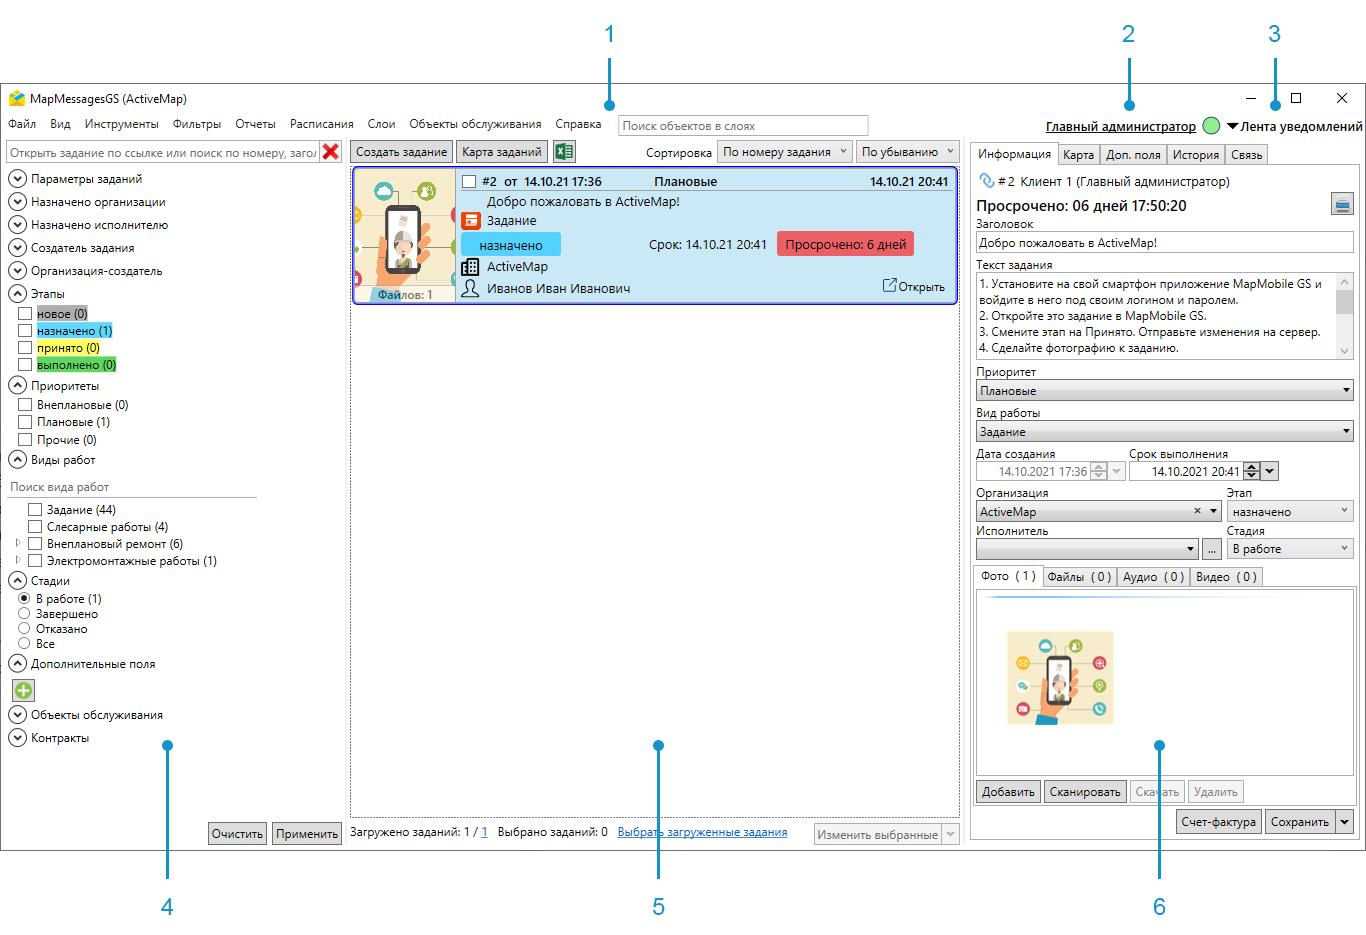 1
2
3
MapMessagesGS (ActiveMap)
Файл Вид Инструменты Фильтры Отчеты Расписания Слои Объекты обслуживания Справка
Поиск объектов в слоях
Главный администратор
Лента уведомлений
Открыть задание по ссылке или поиск по номеру, заго
Параметры заданий
Назначено организации
Назначено исполнителю
Создатель задания
Организация-создатель
Этапы
новое (0)
назначено (1)
принято (0)
выполнено (0)
Приоритеты
Внеплановые (0)
Плановые (1)
Прочие (0)
Виды работ
Поиск вида работ
Задание (44)
Слесарные работы (4)
Внеплановый ремонт (6)
Электромонтажные работы (1)
Стадии
В работе (1)
Завершено
Отказано
Все
Дополнительные поля
Объекты обслуживания
Контракты
Очистить Применить
Создать задание Карта заданий Сортировка По номеру задания По убыванию
#2 от 14.10.21 17:36 Плановые 14.10.21 20:41
Добро пожаловать в ActiveMap!
Задание
назначено Срок: 14.10.21 20:41 Просрочено: 6 дней
ActiveMap
Иванов Иван Иванович
Открыть
Файлов: 1
Загружено заданий: 1 / 1 Выбрано заданий: 0 Выбрать загруженные задания Изменить выбранные
Информация Карта Доп. поля История Связь
# 2 Клиент 1 (Главный администратор)
Просрочено: 06 дней 17:50:20
Заголовок
Добро пожаловать в ActiveMap!
Текст задания
1. Установите на свой смартфон приложение MapMobile GS и
войдите в него под своим логином и паролем.
2. Откройте это задание в MapMobile GS.
3. Смените этап на Принято. Отправьте изменения на сервер.
4. Сделайте фотографию к заданию.
Приоритет
Плановые
Вид работы
Задание
Дата создания Срок выполнения
14.10.2021 17:36 14.10.2021 20:41
Организация Этап
ActiveMap × назначено
Исполнитель Стадия
... В работе
Фото ( 1 ) Файлы ( 0 ) Аудио ( 0 ) Видео ( 0 )
Добавить Сканировать Скачать Удалить
Счет-фактура Сохранить
4
5
6